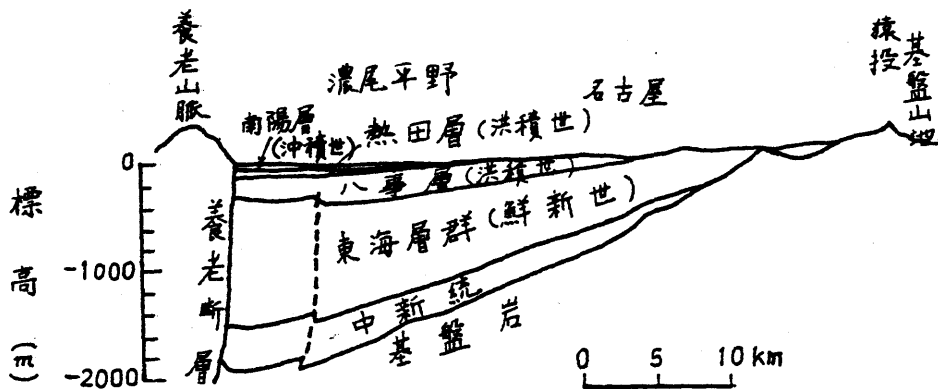 養老山脈
濃尾平野
名古屋
猿投
基盤山地
南陽層
(沖積世)
熱田層(洪積世)
八事層(洪積世)
東海層群(鮮新世)
中新統
基盤岩
養老断層
標高(m)
0
-1000
-2000
0 5 10 km